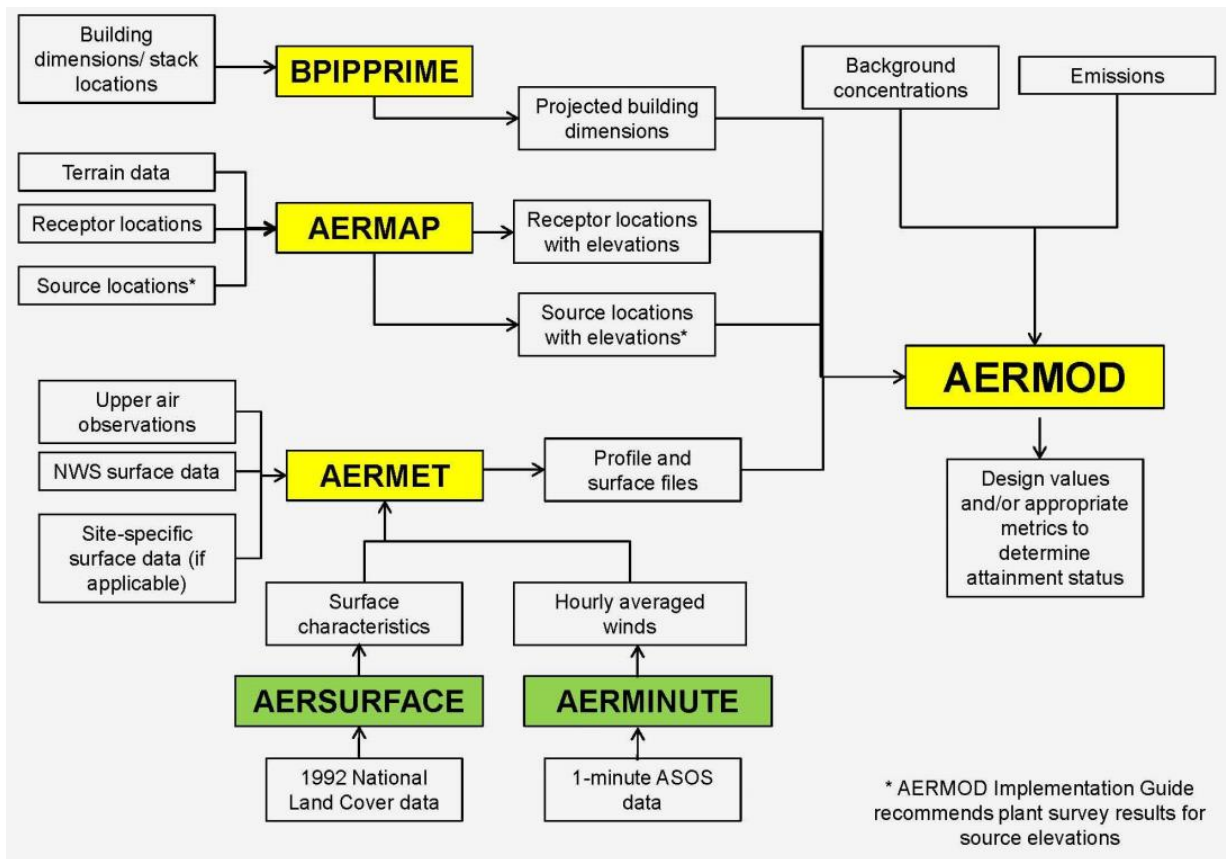 Building
dimensions/ stack
locations
BPIPPRIME
Projected building
dimensions
Background
concentrations
Emissions
Terrain data
Receptor locations
Source locations*
AERMAP
Receptor locations
with elevations
Source locations
with elevations*
AERMOD
Upper air
observations
NWS surface data
Site-specific
surface data (if
applicable)
AERMET
Profile and
surface files
Design values
and/or appropriate
metrics to
determine
attainment status
Surface
characteristics
Hourly averaged
winds
AERSURFACE
AERMINUTE
1992 National
Land Cover data
1-minute ASOS
data
* AERMOD Implementation Guide
recommends plant survey results for
source elevations